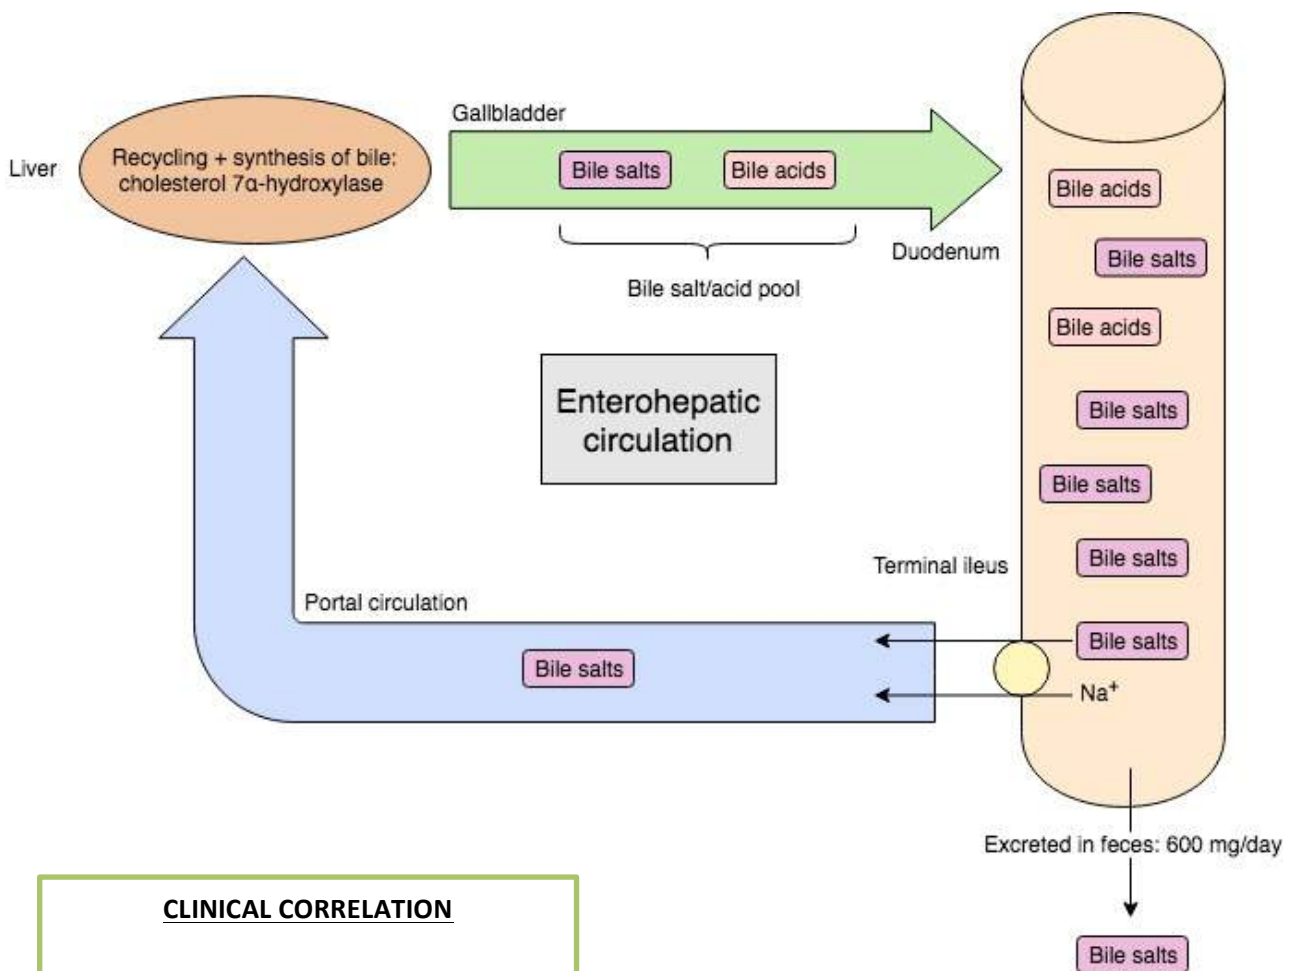 Gallbladder
Liver
Recycling + synthesis of bile:
cholesterol 7α-hydroxylase
Bile salts
Bile acids
Duodenum
Bile salt/acid pool
Bile acids
Bile salts
Bile acids
Bile salts
Bile salts
Bile salts
Bile salts
Na⁺
Enterohepatic
circulation
Terminal ileus
Portal circulation
Bile salts
Excreted in feces: 600 mg/day
Bile salts
CLINICAL CORRELATION